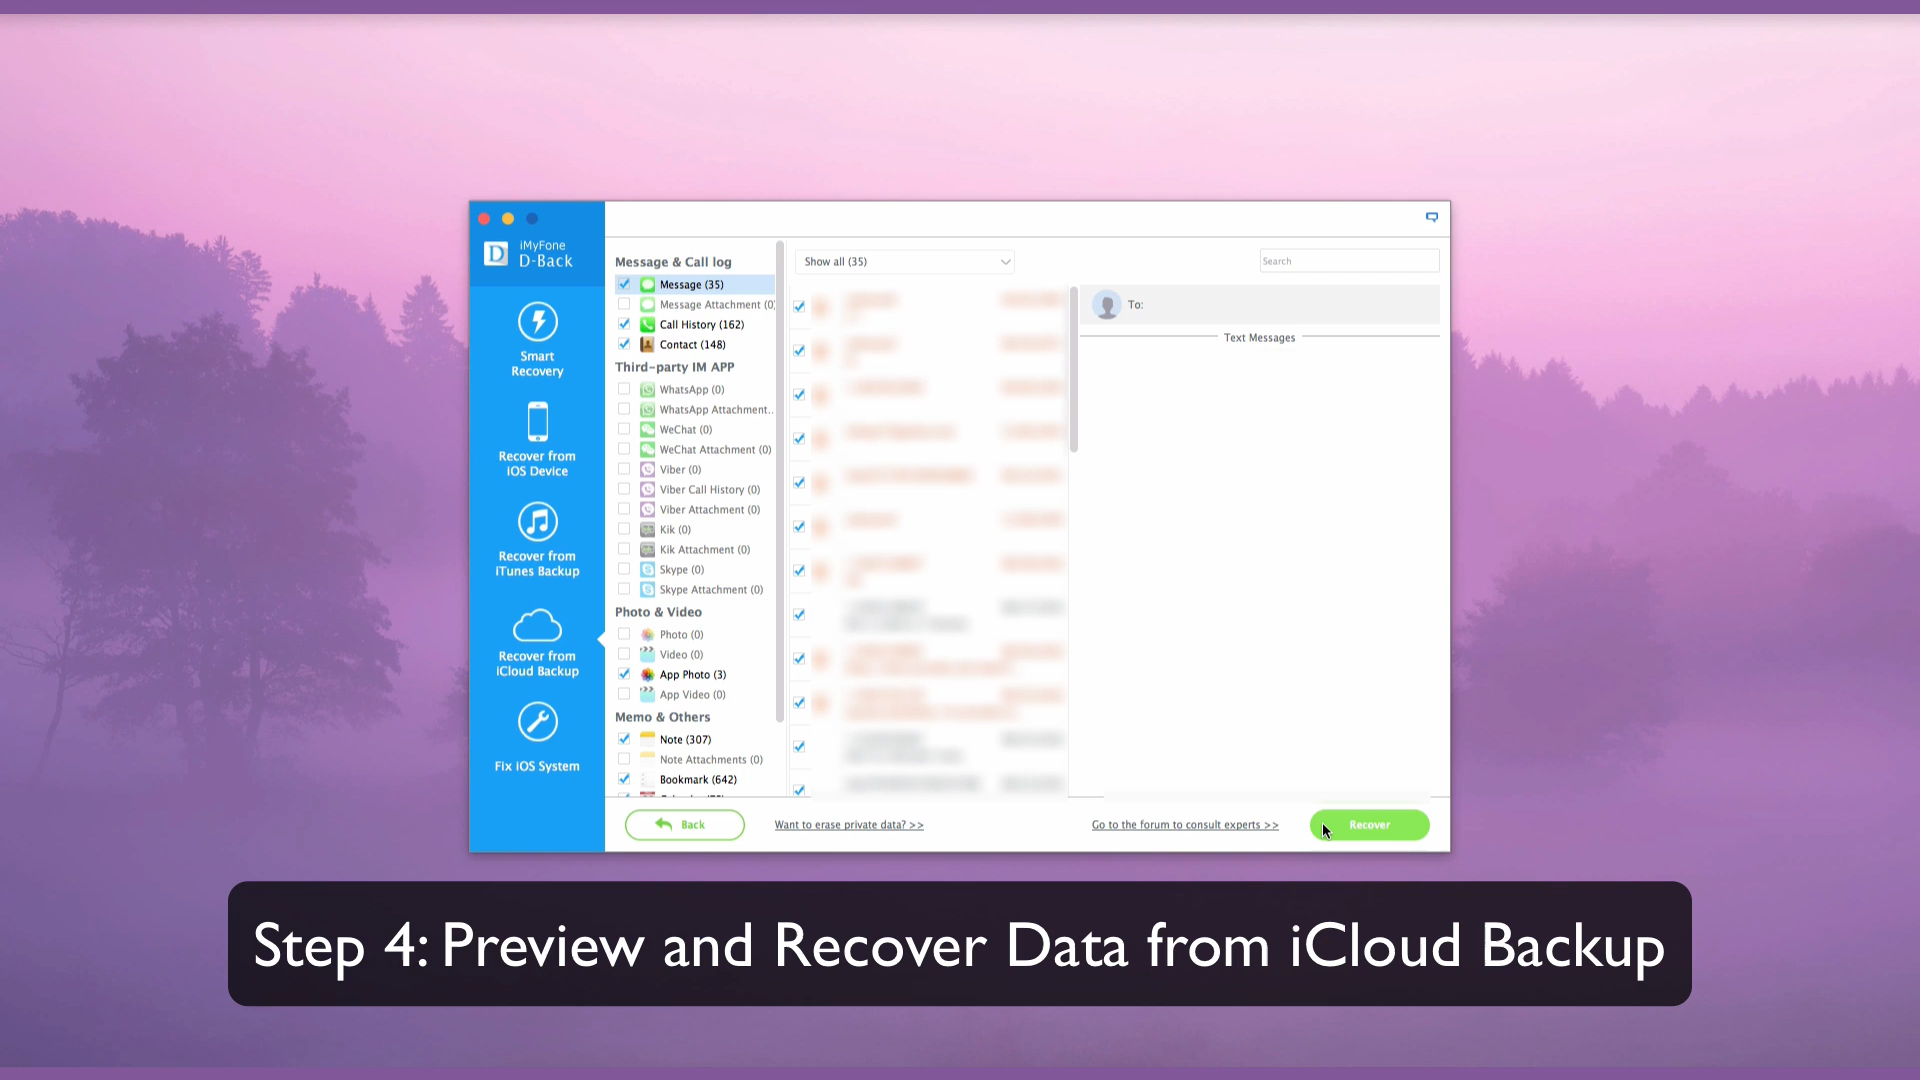 iMyFone
D-Back
Smart
Recovery
Recover from
iOS Device
Recover from
iTunes Backup
Recover from
iCloud Backup
Fix iOS System
Message & Call log
Message (35)
Message Attachment (0
Call History (162)
Contact (148)
Third-party IM APP
WhatsApp (0)
WhatsApp Attachment..
WeChat (0)
WeChat Attachment (0)
Viber (0)
Viber Call History (0)
Viber Attachment (0)
Kik (0)
Kik Attachment (0)
Skype (0)
Skype Attachment (0)
Photo & Video
Photo (0)
Video (0)
App Photo (3)
App Video (0)
Memo & Others
Note (307)
Note Attachments (0)
Bookmark (642)
Show all (35)
Search
To:
Text Messages
Back
Want to erase private data? >>
Go to the forum to consult experts >>
Recover
Step 4: Preview and Recover Data from iCloud Backup